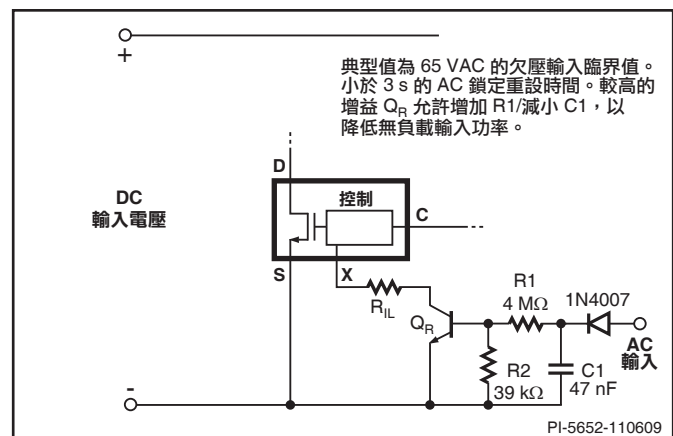 +
典型值為 65 VAC 的欠壓輸入臨界值。
小於 3 s 的 AC 鎖定重設時間。較高的
增益 QR 允許增加 R1/減小 C1，以
降低無負載輸入功率。
D
DC
輸入電壓
控制
C
S
X
RIL
QR
R1
4 MΩ
1N4007
AC
輸入
R2
39 kΩ
C1
47 nF
-
PI-5652-110609